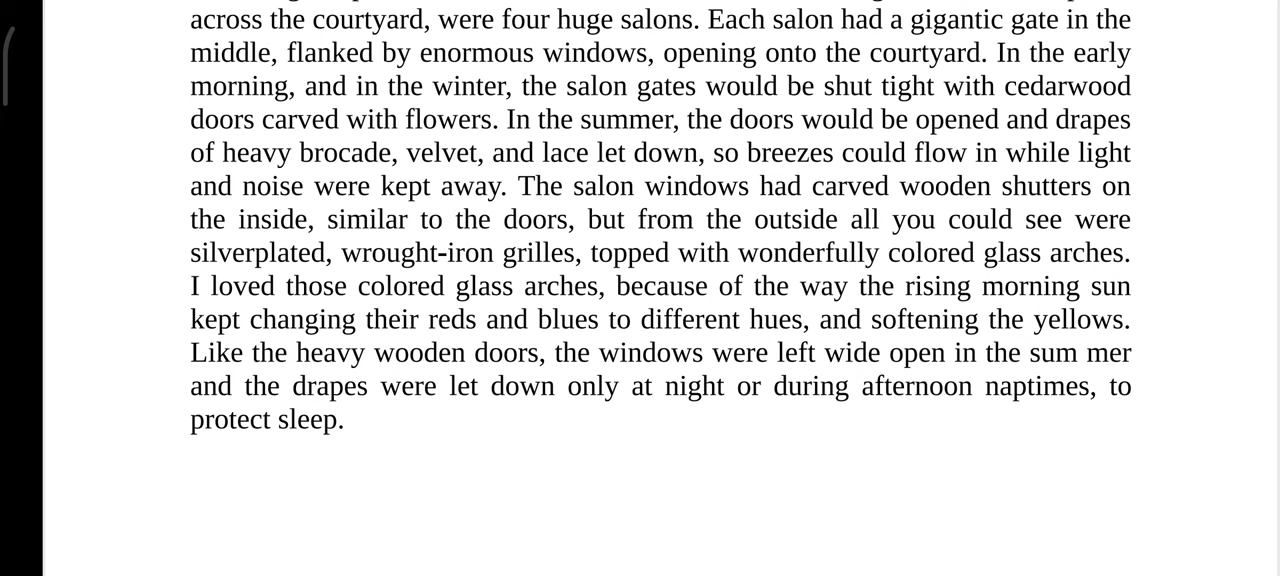 across the courtyard, were four huge salons. Each salon had a gigantic gate in the
middle, flanked by enormous windows, opening onto the courtyard. In the early
morning, and in the winter, the salon gates would be shut tight with cedarwood
doors carved with flowers. In the summer, the doors would be opened and drapes
of heavy brocade, velvet, and lace let down, so breezes could flow in while light
and noise were kept away. The salon windows had carved wooden shutters on
the inside, similar to the doors, but from the outside all you could see were
silverplated, wrought-iron grilles, topped with wonderfully colored glass arches.
I loved those colored glass arches, because of the way the rising morning sun
kept changing their reds and blues to different hues, and softening the yellows.
Like the heavy wooden doors, the windows were left wide open in the sum mer
and the drapes were let down only at night or during afternoon naptimes, to
protect sleep.